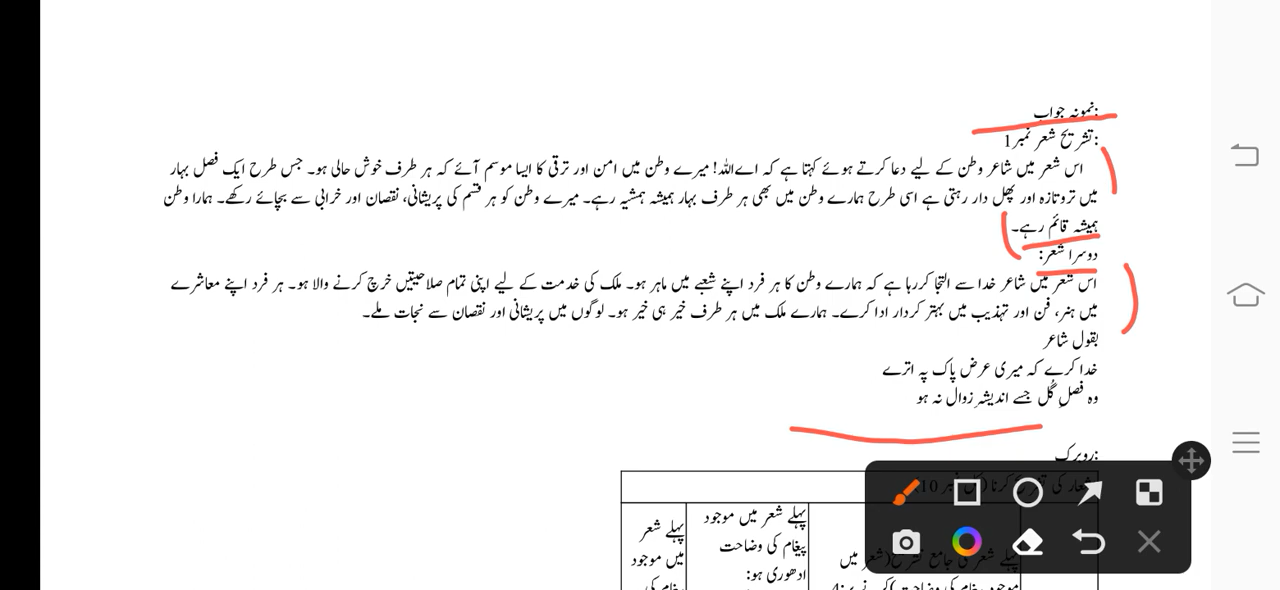 نمونہ جواب:
تشریح شعر نمبر 1:
اس شعر میں شاعر وطن کے لیے دعا کرتے ہوئے کہتا ہے کہ اے اللہ! میرے وطن میں امن اور ترقی کا ایسا موسم آئے کہ ہر طرف خوش حالی ہو۔ جس طرح ایک فصل بہار
میں تروتازہ اور پھل دار رہتی ہے اسی طرح ہمارے وطن میں بھی ہر طرف بہار ہمیشہ ہمشیہ رہے۔ میرے وطن کو ہر قسم کی پریشانی، نقصان اور خرابی سے بچائے رکھے۔ ہمارا وطن
ہمیشہ قائم رہے۔
دوسرا شعر:
اس شعر میں شاعر خدا سے التجا کررہا ہے کہ ہمارے وطن کا ہر فرد اپنے شعبے میں ماہر ہو۔ ملک کی خدمت کے لیے اپنی تمام صلاحیتیں خرچ کرنے والا ہو۔ ہر فرد اپنے معاشرے
میں ہنر، فن اور تہذیب میں بہتر کردار ادا کرے۔ ہمارے ملک میں ہر طرف خیر ہی خیر ہو۔ لوگوں میں پریشانی اور نقصان سے نجات ملے۔
بقول شاعر
خدا کرے کہ میری عرض پاک پہ اترے
وہ فصلِ گُل جسے اندیشہ زوال نہ ہو
روبرک:
10
پہلے شعر میں موجود
پیغام کی وضاحت
ادھوری ہو:
پہلے شعر
میں موجود
پیغام کی